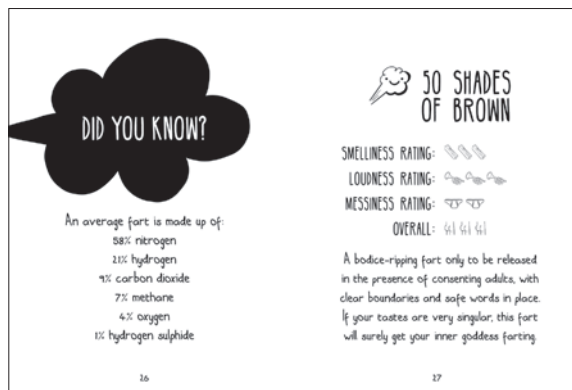 DID YOU KNOW?
An average fart is made up of:
58% nitrogen
21% hydrogen
9% carbon dioxide
7% methane
4% oxygen
1% hydrogen sulphide
26
50 SHADES
OF BROWN
SMELLINESS RATING:
LOUDNESS RATING:
MESSINESS RATING:
OVERALL:
A bodice-ripping fart only to be released
in the presence of consenting adults, with
clear boundaries and safe words in place.
If your tastes are very singular, this fart
will surely get your inner goddess farting.
27